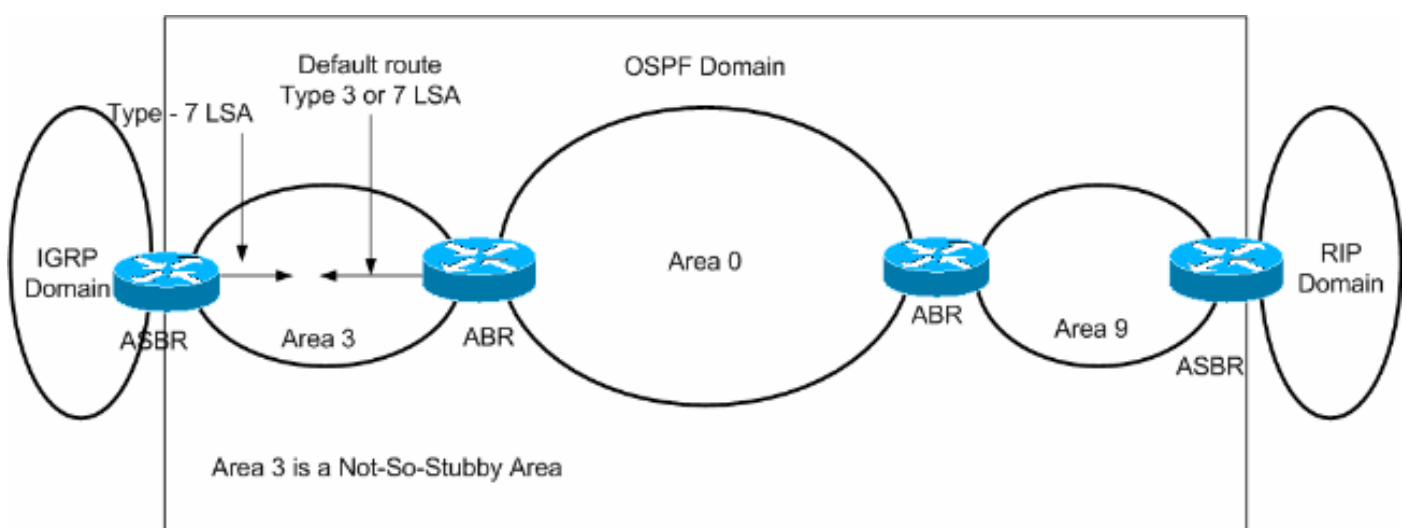 Default route
Type 3 or 7 LSA
OSPF Domain
Type - 7 LSA
IGRP
Domain
ASBR
Area 3
ABR
Area 0
ABR
Area 9
ASBR
RIP
Domain
Area 3 is a Not-So-Stubby Area